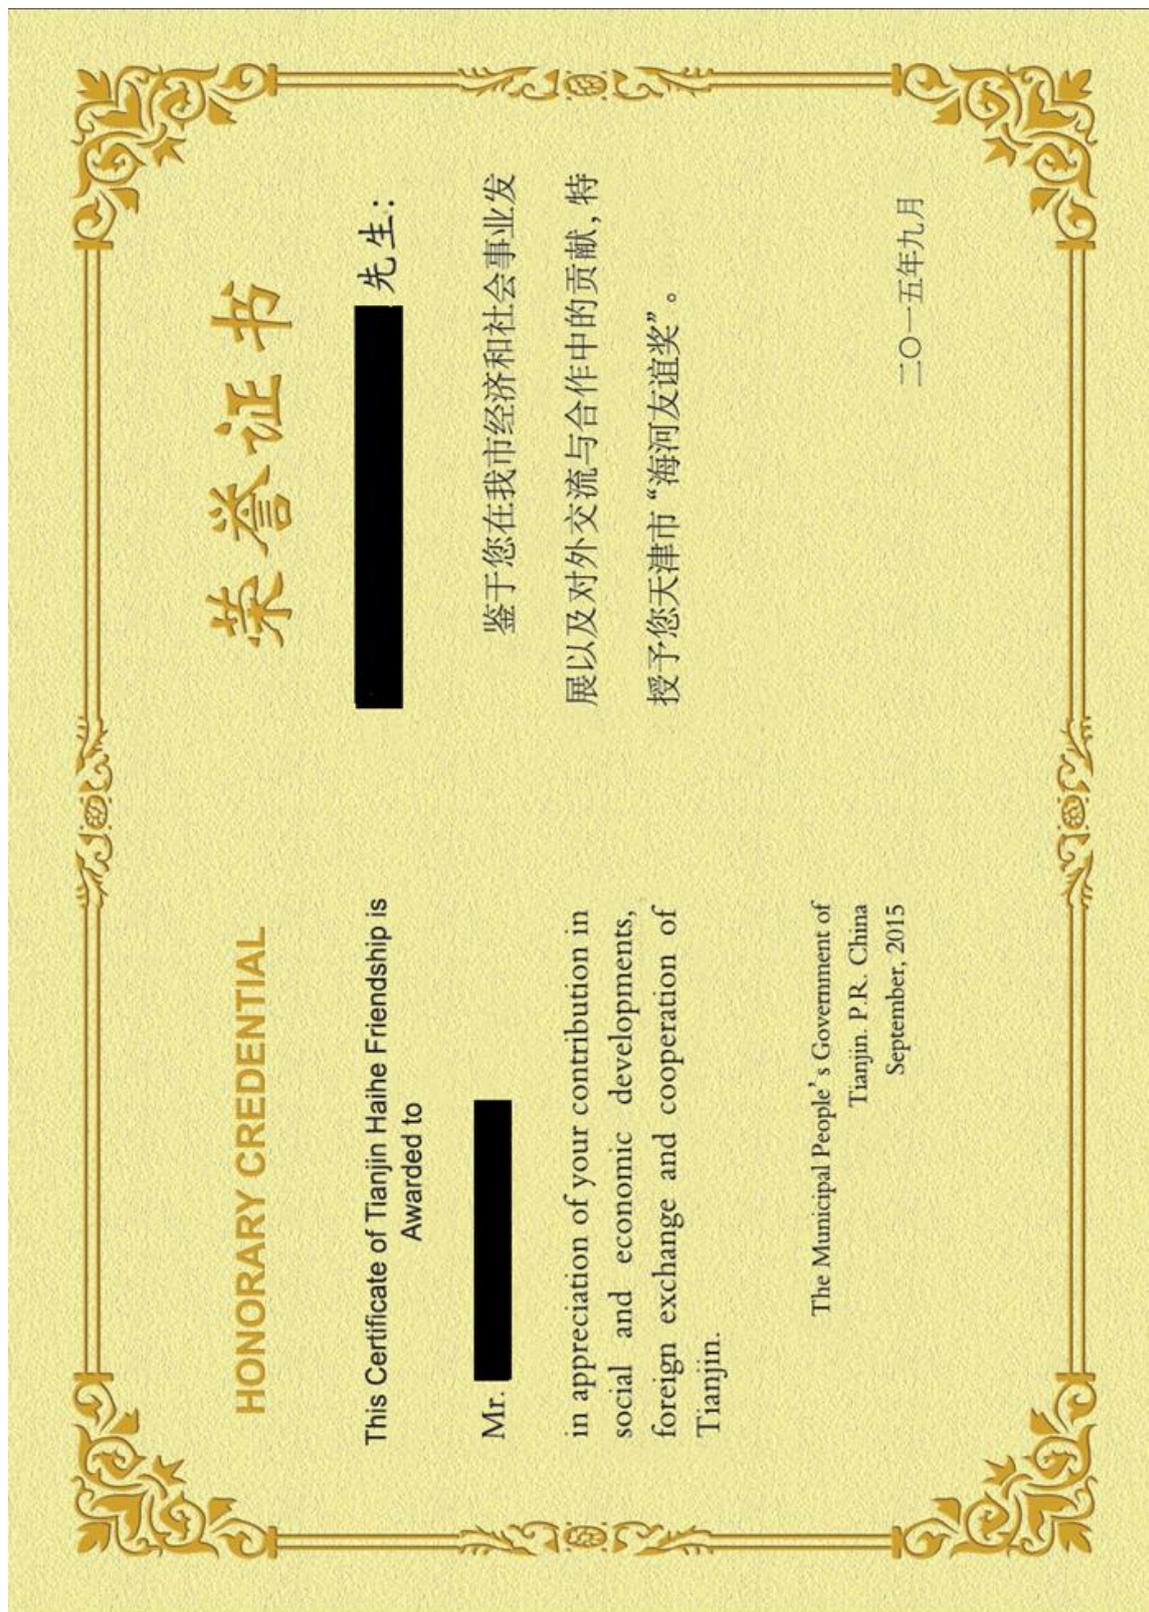 HONORARY CREDENTIAL
This Certificate of Tianjin Haihe Friendship is
Awarded to
Mr.
in appreciation of your contribution in
social and economic developments,
foreign exchange and cooperation of
Tianjin.
The Municipal People's Government of
Tianjin. P.R. China
September, 2015
荣誉证书
先生：
鉴于您在我市经济和社会事业发
展以及对外交流与合作中的贡献，特
授予您天津市“海河友谊奖”。
二〇一五年九月